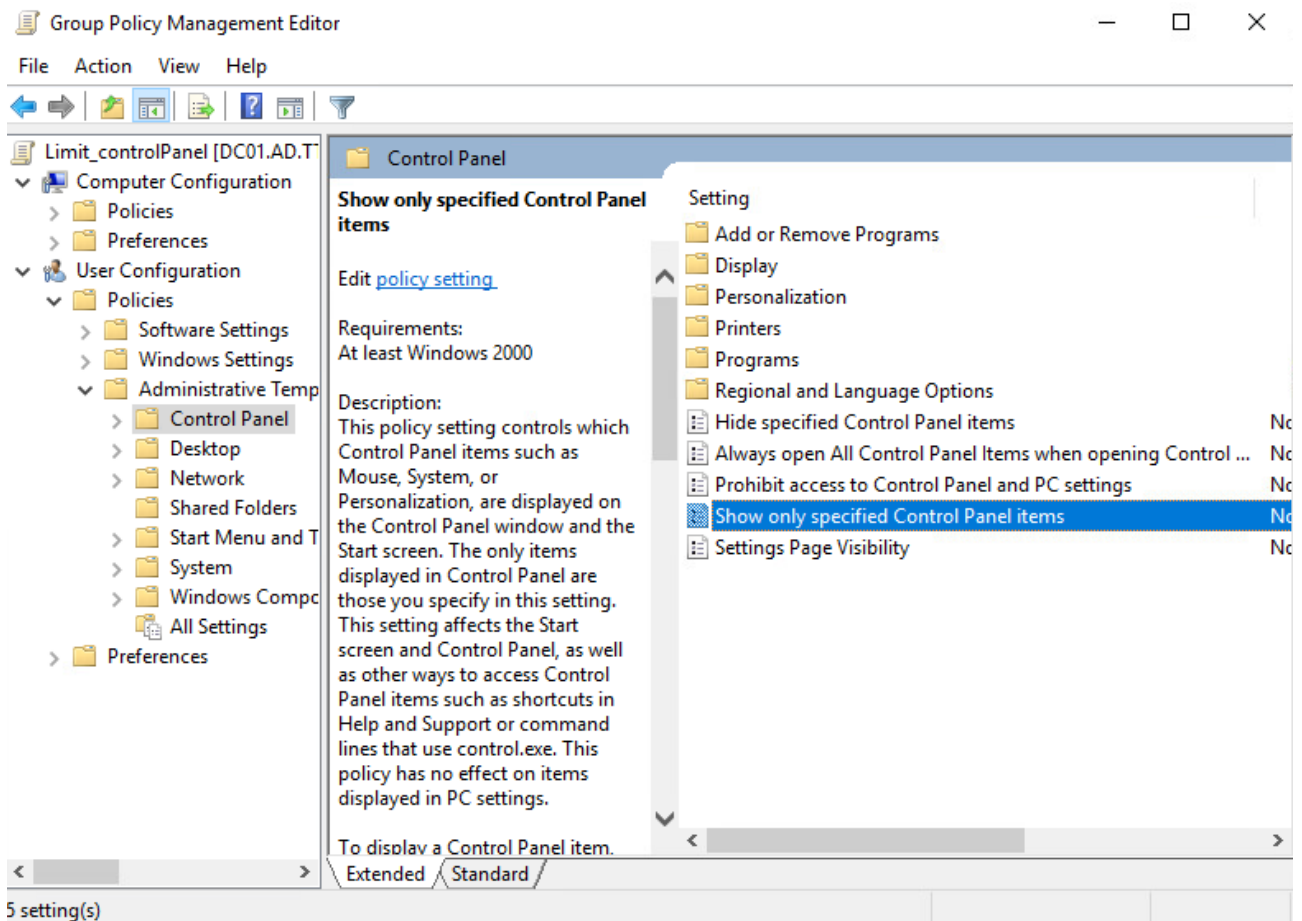 Group Policy Management Editor
File Action View Help
Limit_controlPanel [DC01.AD.T
Computer Configuration
Policies
Preferences
User Configuration
Policies
Software Settings
Windows Settings
Administrative Temp
Control Panel
Desktop
Network
Shared Folders
Start Menu and T
System
Windows Compo
All Settings
Preferences
Control Panel
Show only specified Control Panel
items
Edit policy setting
Requirements:
At least Windows 2000
Description:
This policy setting controls which
Control Panel items such as
Mouse, System, or
Personalization, are displayed on
the Control Panel window and the
Start screen. The only items
displayed in Control Panel are
those you specify in this setting.
This setting affects the Start
screen and Control Panel, as well
as other ways to access Control
Panel items such as shortcuts in
Help and Support or command
lines that use control.exe. This
policy has no effect on items
displayed in PC settings.
To display a Control Panel item,
Setting
Add or Remove Programs
Display
Personalization
Printers
Programs
Regional and Language Options
Hide specified Control Panel items No
Always open All Control Panel Items when opening Control ... No
Prohibit access to Control Panel and PC settings No
Show only specified Control Panel items No
Settings Page Visibility No
Extended Standard
5 setting(s)